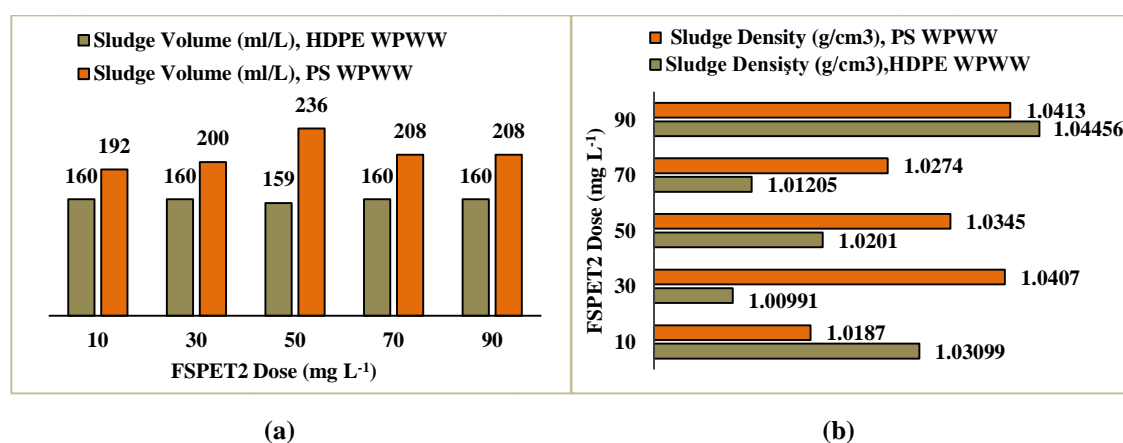 Sludge Volume (ml/L), HDPE WPWW
Sludge Volume (ml/L), PS WPWW
160 192 160 200 159 236 160 208 160 208
10 30 50 70 90
FSPET2 Dose (mg L-1)
(a)
Sludge Density (g/cm3), PS WPWW
Sludge Densişty (g/cm3),HDPE WPWW
FSPET2 Dose (mg L-1)
90 1.0413
1.04456
70 1.0274
1.01205
50 1.0345
1.0201
30 1.0407
1.00991
10 1.0187
1.03099
(b)